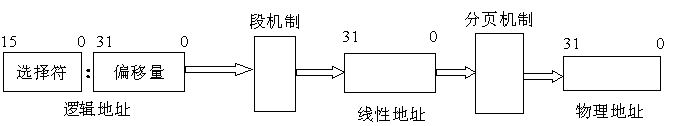 段机制
分页机制
15 0 31 0
31 0
31 0
选择符 : 偏移量
逻辑地址
线性地址
物理地址